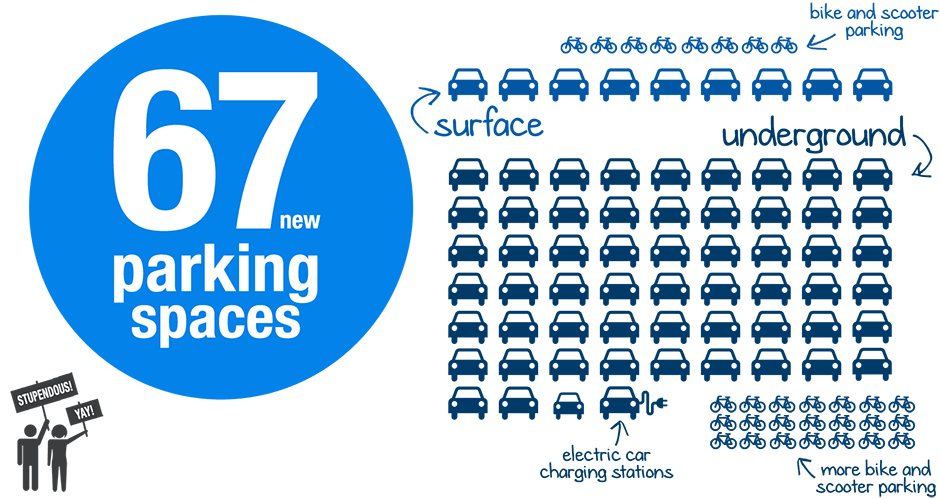 67
new
parking
spaces
STUPENDOUS!
YAY!
bike and scooter
parking
surface
underground
electric car
charging stations
more bike and
scooter parking